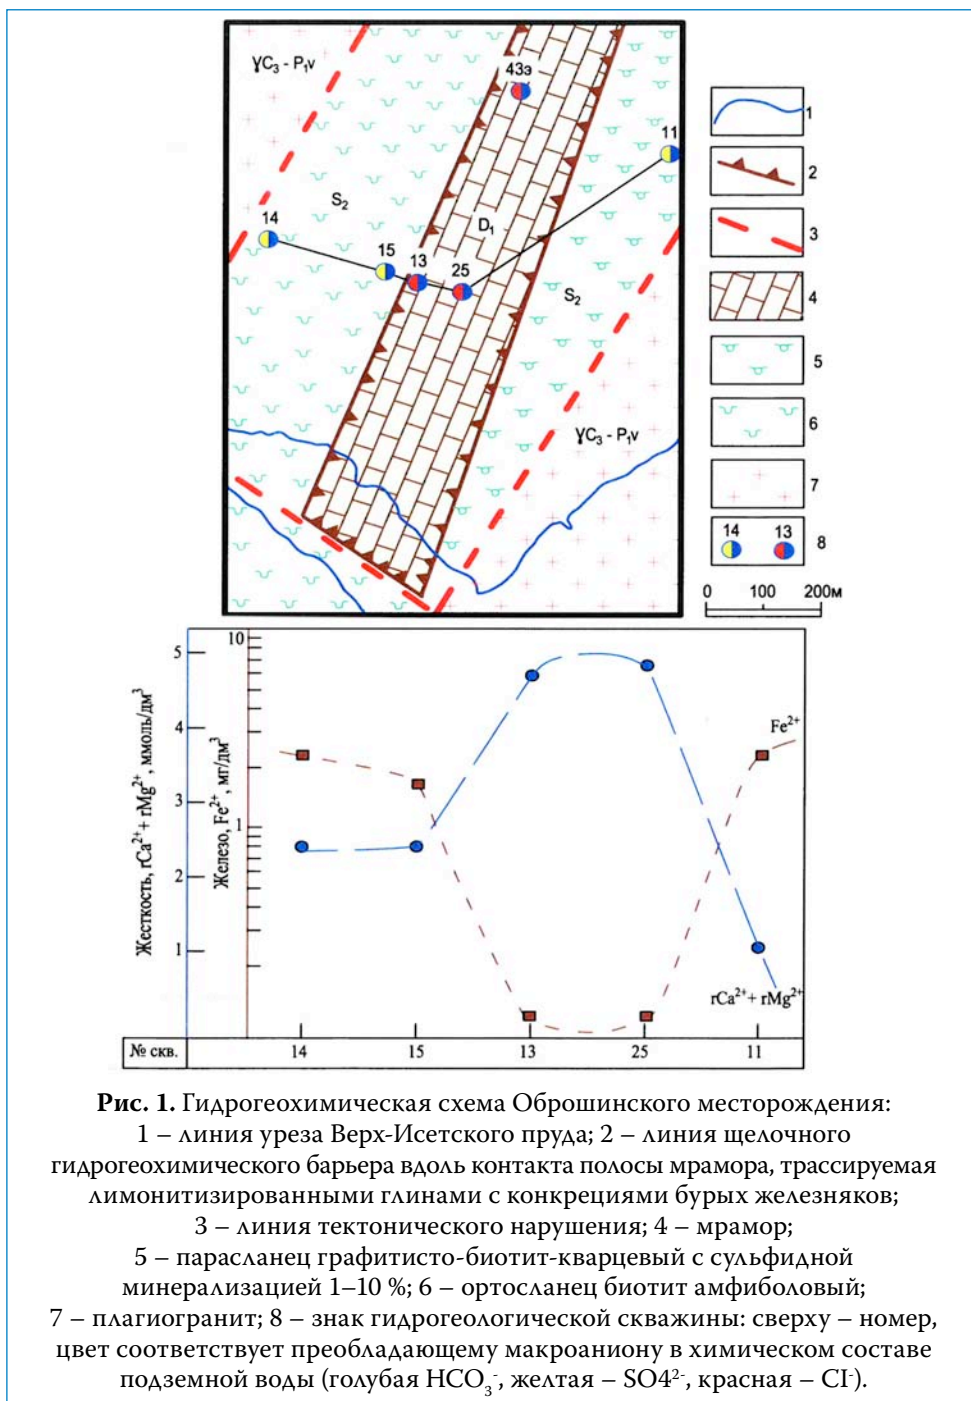 γC₃ - P₁ν
43э
11
S₂
14
15
13
25
D₁
S₂
γC₃ - P₁ν
1
2
3
4
5
6
7
14 13
8
0 100 200м
Жесткость, rCa²⁺+ rMg²⁺, ммоль/дм³
5
4
3
2
1
Железо, Fe²⁺, мг/дм³
10
1
Fe²⁺
rCa²⁺+ rMg²⁺
№ скв. 14 15 13 25 11
Рис. 1. Гидрогеохимическая схема Оброшинского месторождения:
1 – линия уреза Верх-Исетского пруда; 2 – линия щелочного
гидрогеохимического барьера вдоль контакта полосы мрамора, трассируемая
лимонитизированными глинами с конкрециями бурых железняков;
3 – линия тектонического нарушения; 4 – мрамор;
5 – парасланец графитисто-биотит-кварцевый с сульфидной
минерализацией 1–10 %; 6 – ортосланец биотит амфиболовый;
7 – плагиогранит; 8 – знак гидрогеологической скважины: сверху – номер,
цвет соответствует преобладающему макроаниону в химическом составе
подземной воды (голубая HCO₃⁻, желтая – SO4²⁻, красная – CI⁻).